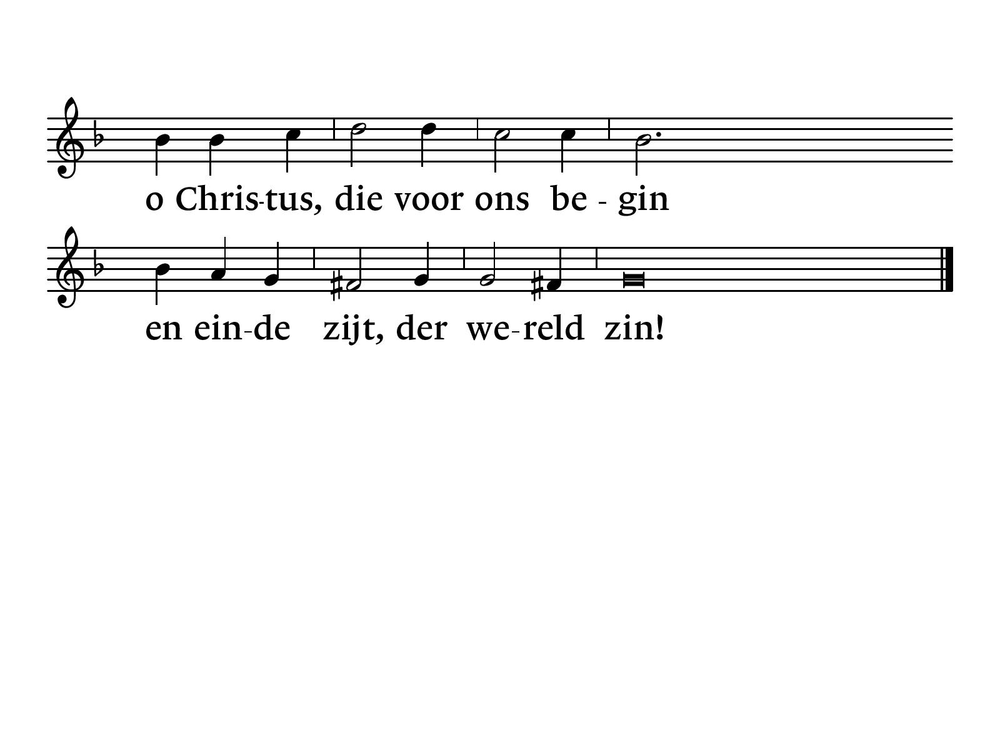 o Chris-tus, die voor ons be - gin
en ein-de zijt, der we-reld zin!